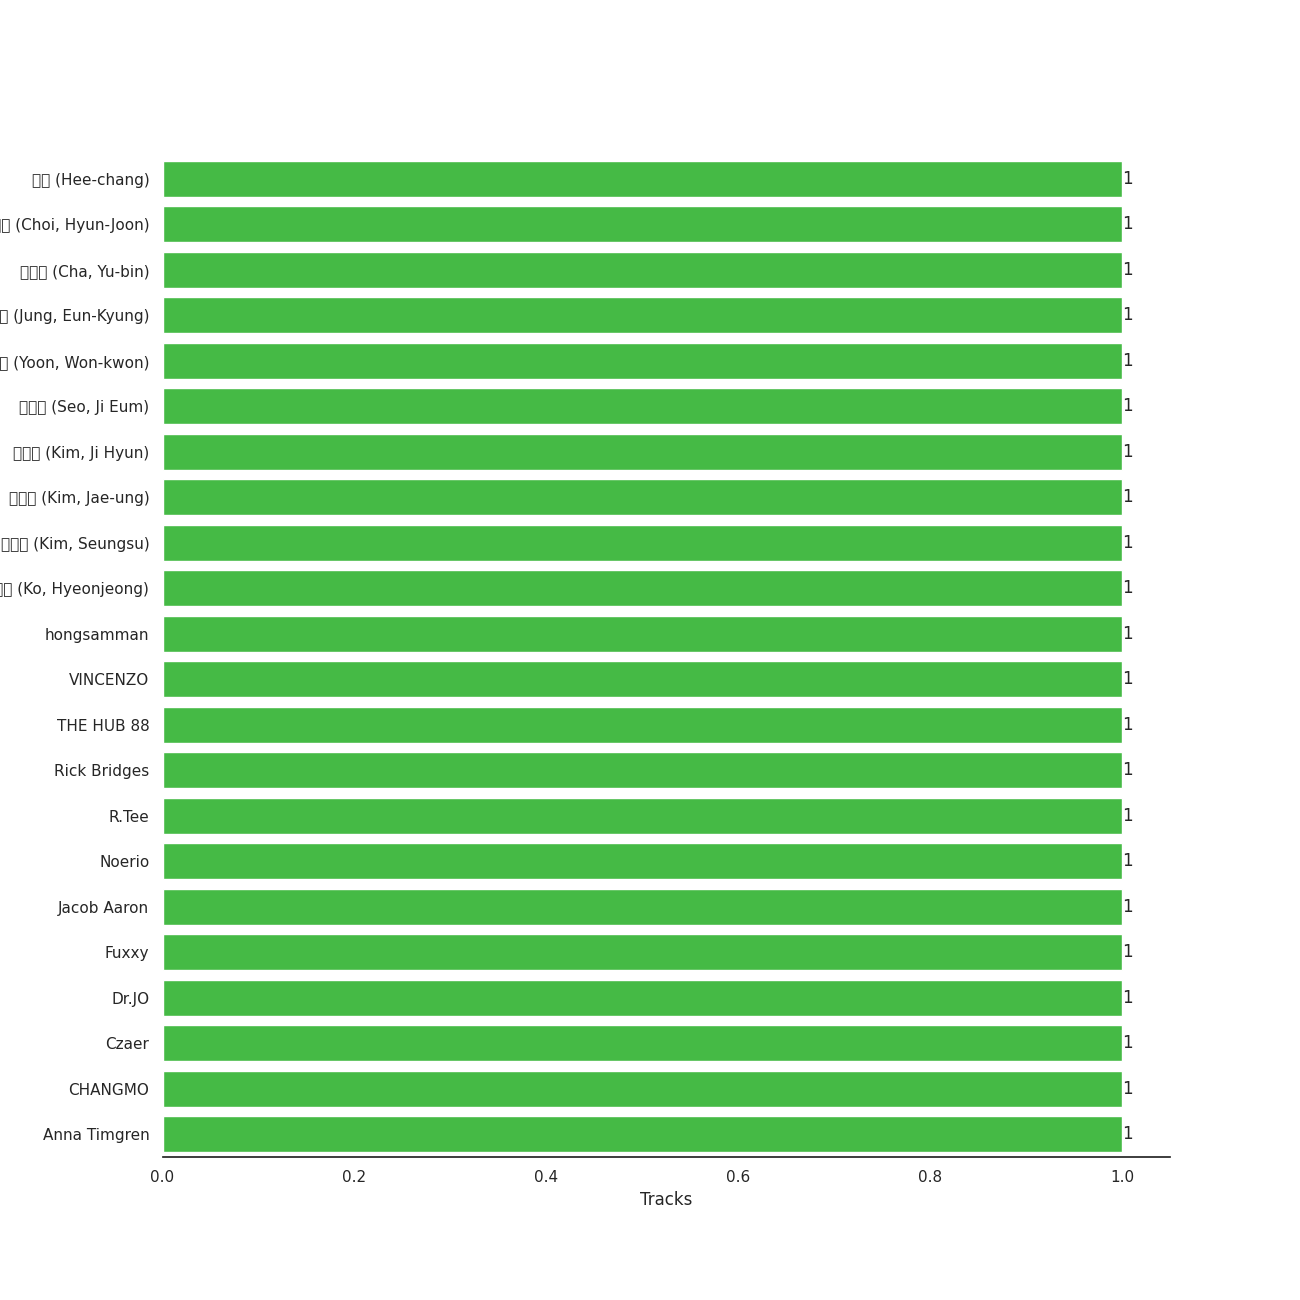 (Hee-chang) 1
(Choi, Hyun-Joon) 1
(Cha, Yu-bin) 1
(Jung, Eun-Kyung) 1
(Yoon, Won-kwon) 1
(Seo, Ji Eum) 1
(Kim, Ji Hyun) 1
(Kim, Jae-ung) 1
(Kim, Seungsu) 1
(Ko, Hyeonjeong) 1
hongsamman 1
VINCENZO 1
THE HUB 88 1
Rick Bridges 1
R.Tee 1
Noerio 1
Jacob Aaron 1
Fuxxy 1
Dr.JO 1
Czaer 1
CHANGMO 1
Anna Timgren 1
0.0 0.2 0.4 0.6 0.8 1.0
Tracks